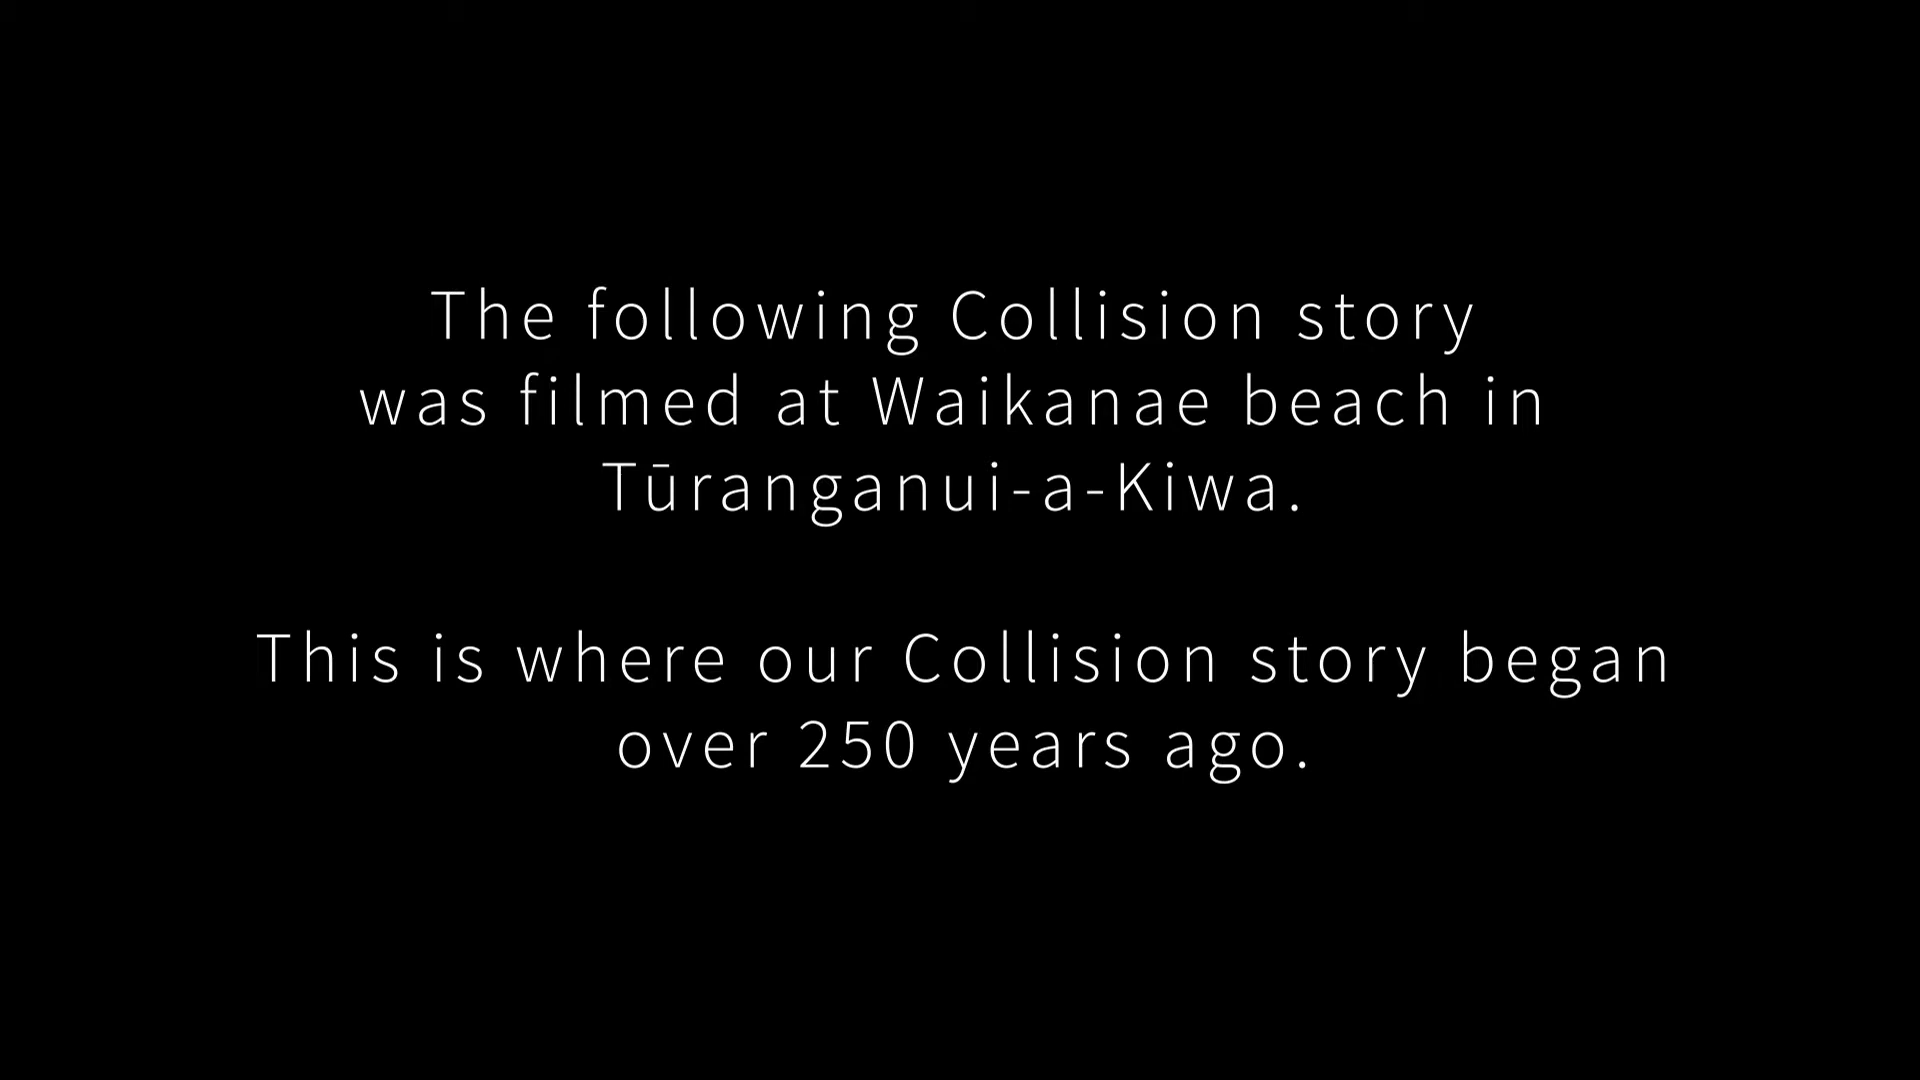 The following Collision story
was filmed at Waikanae beach in
Tūranganui-a-Kiwa.
This is where our Collision story began
over 250 years ago.